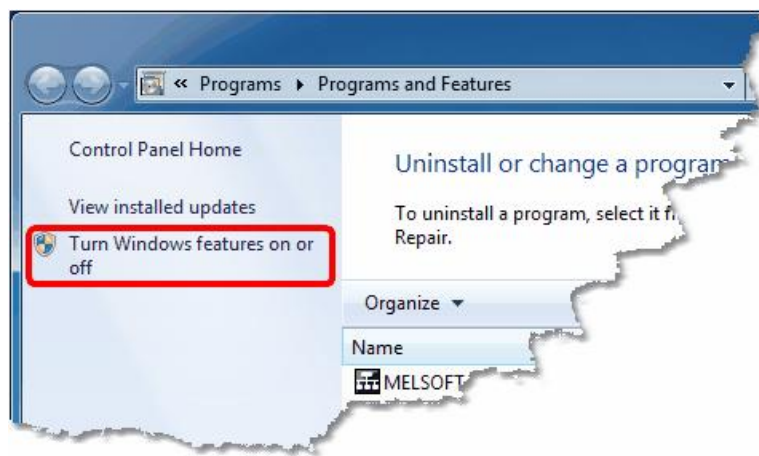 « Programs ▸ Programs and Features
Control Panel Home
View installed updates
Turn Windows features on or
off
Uninstall or change a program
To uninstall a program, select it
Repair.
Organize
Name
MELSOFT